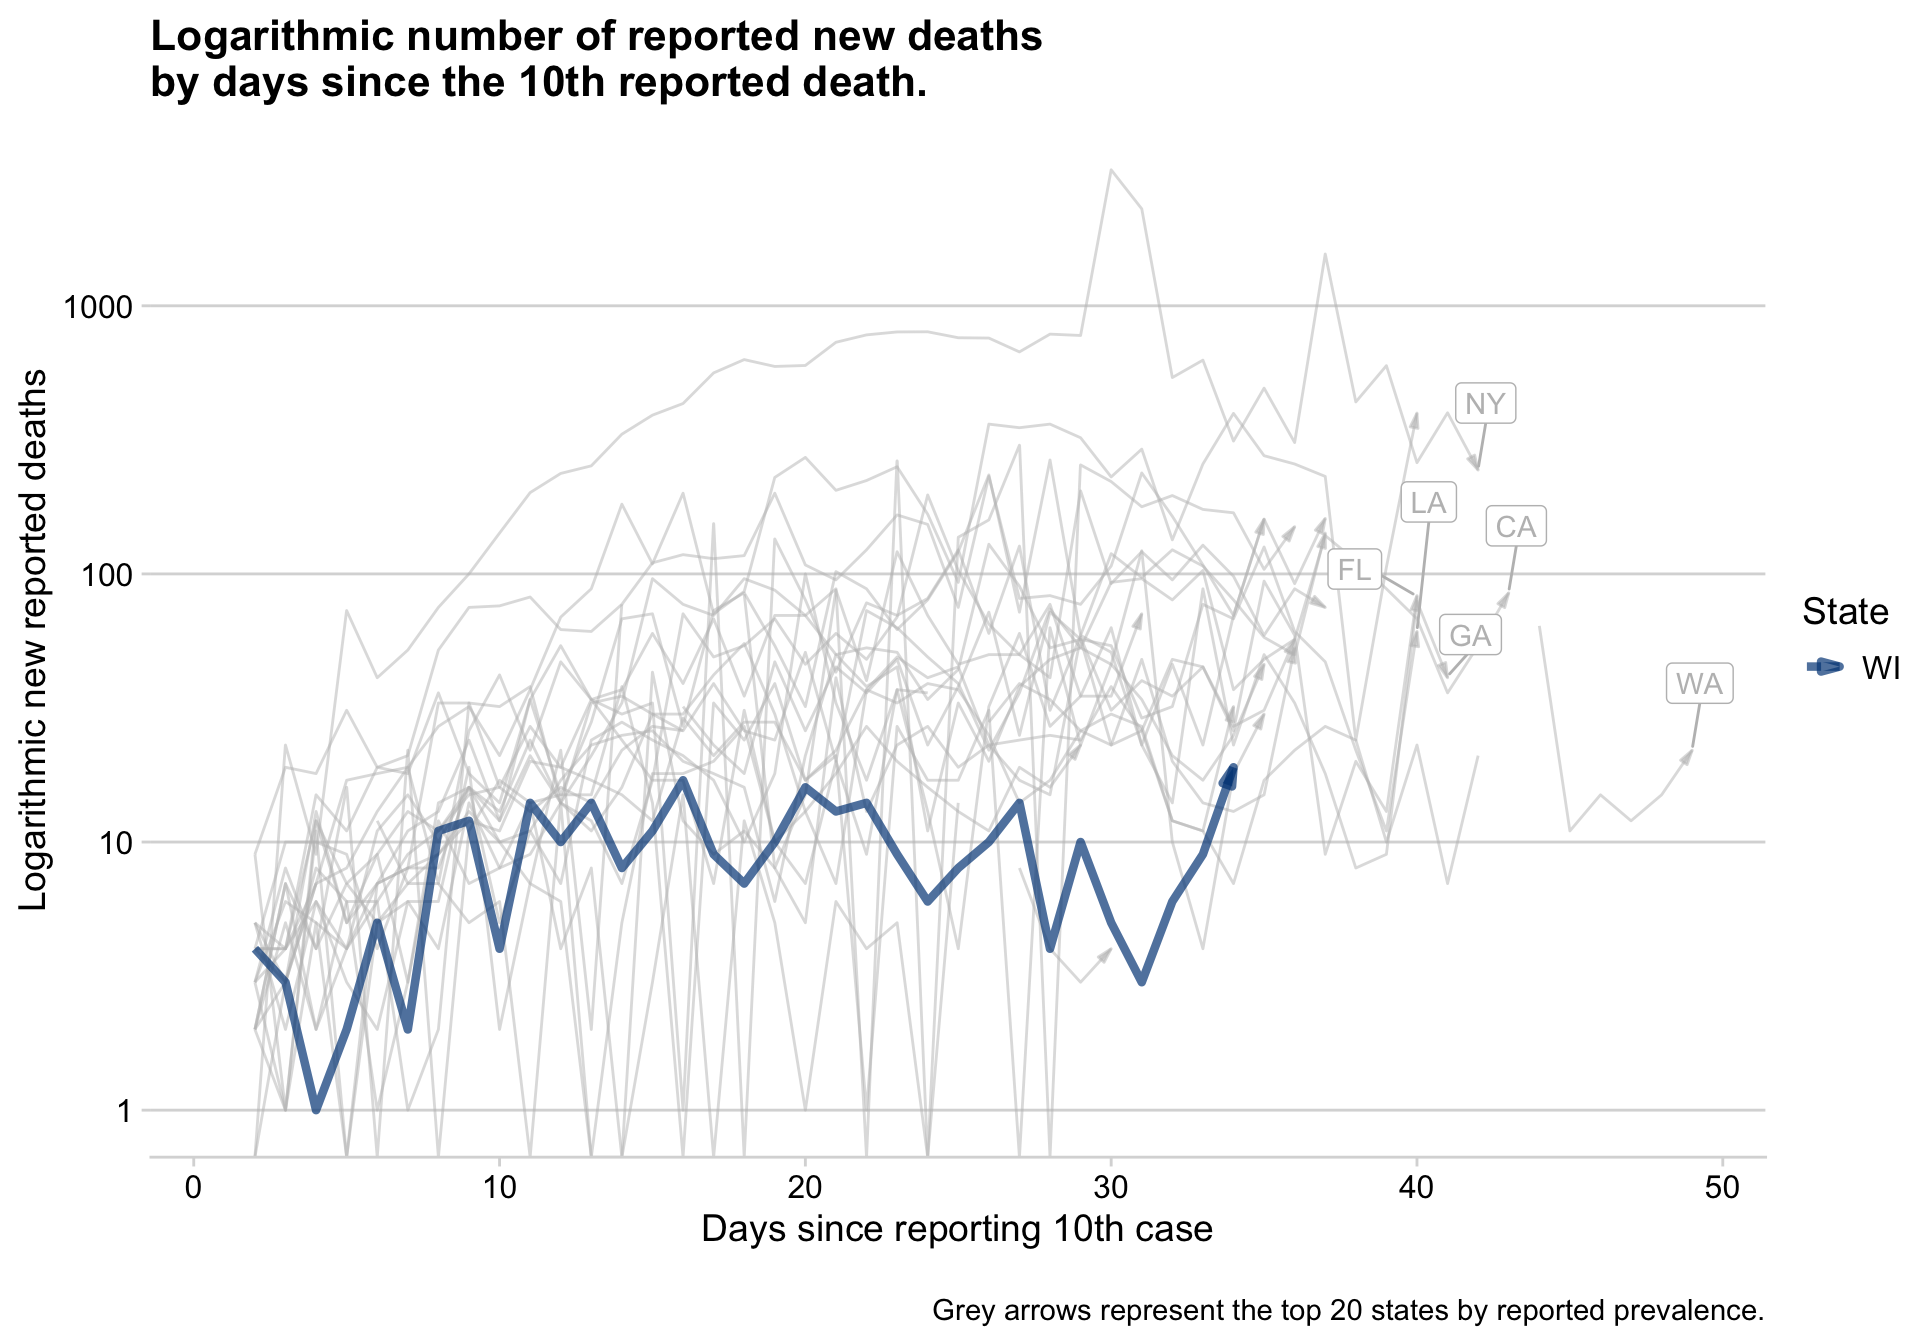 Logarithmic number of reported new deaths
by days since the 10th reported death.
Logarithmic new reported deaths
1000
100
10
1
NY
LA
CA
FL
GA
WA
State
WI
0 10 20 30 40 50
Days since reporting 10th case
Grey arrows represent the top 20 states by reported prevalence.